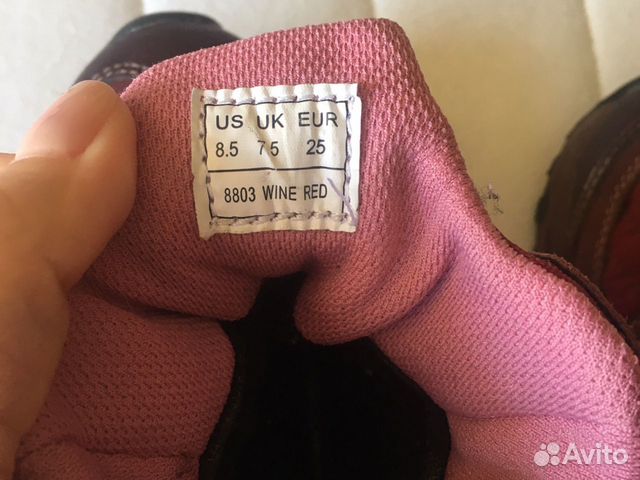 US UK EUR
8.5 7 5 25
8803 WINE RED
Avito